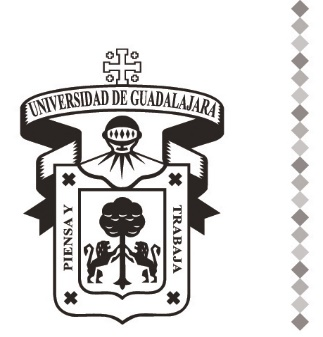 UNIVERSIDAD DE GUADALAJARA
PIENSA Y
TRABAJA